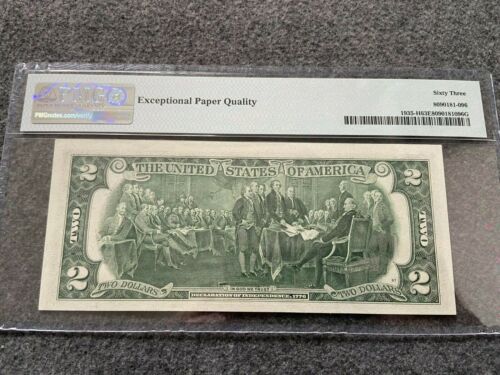 PMG
PMGnotes.com/verify
Exceptional Paper Quality
Sixty Three
8090181-096
1935-H63E8090181096G
2 THE UNITED STATES OF AMERICA 2
TWO TWO
IN GOD WE TRUST
2 TWO DOLLARS TWO DOLLARS 2
DECLARATION OF INDEPENDENCE, 1776